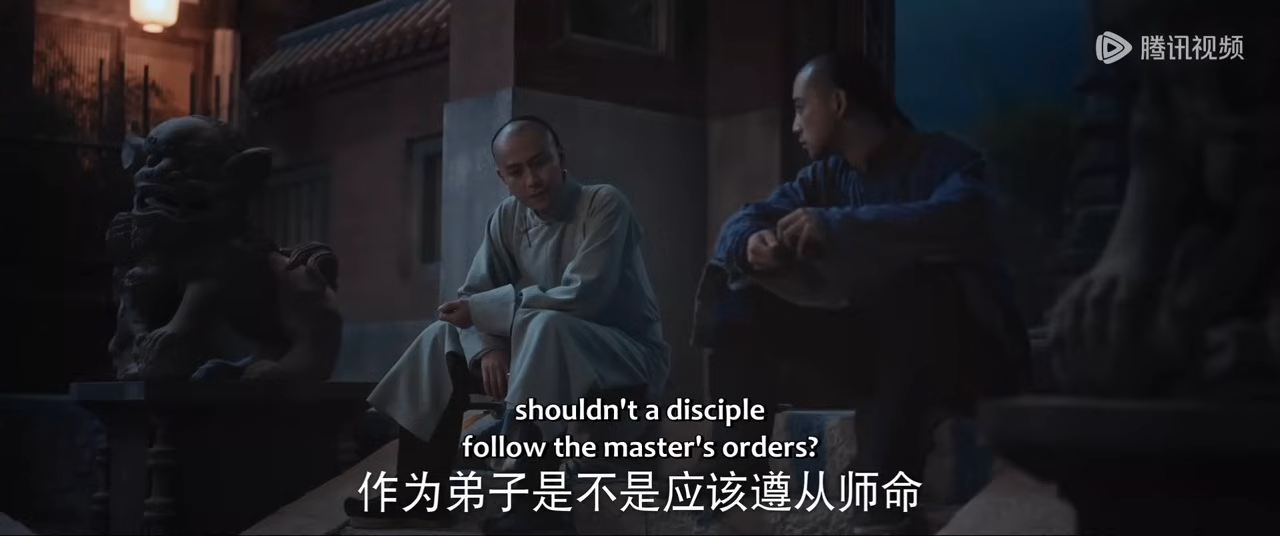 腾讯视频
shouldn't a disciple
follow the master's orders?
作为弟子是不是应该遵从师命